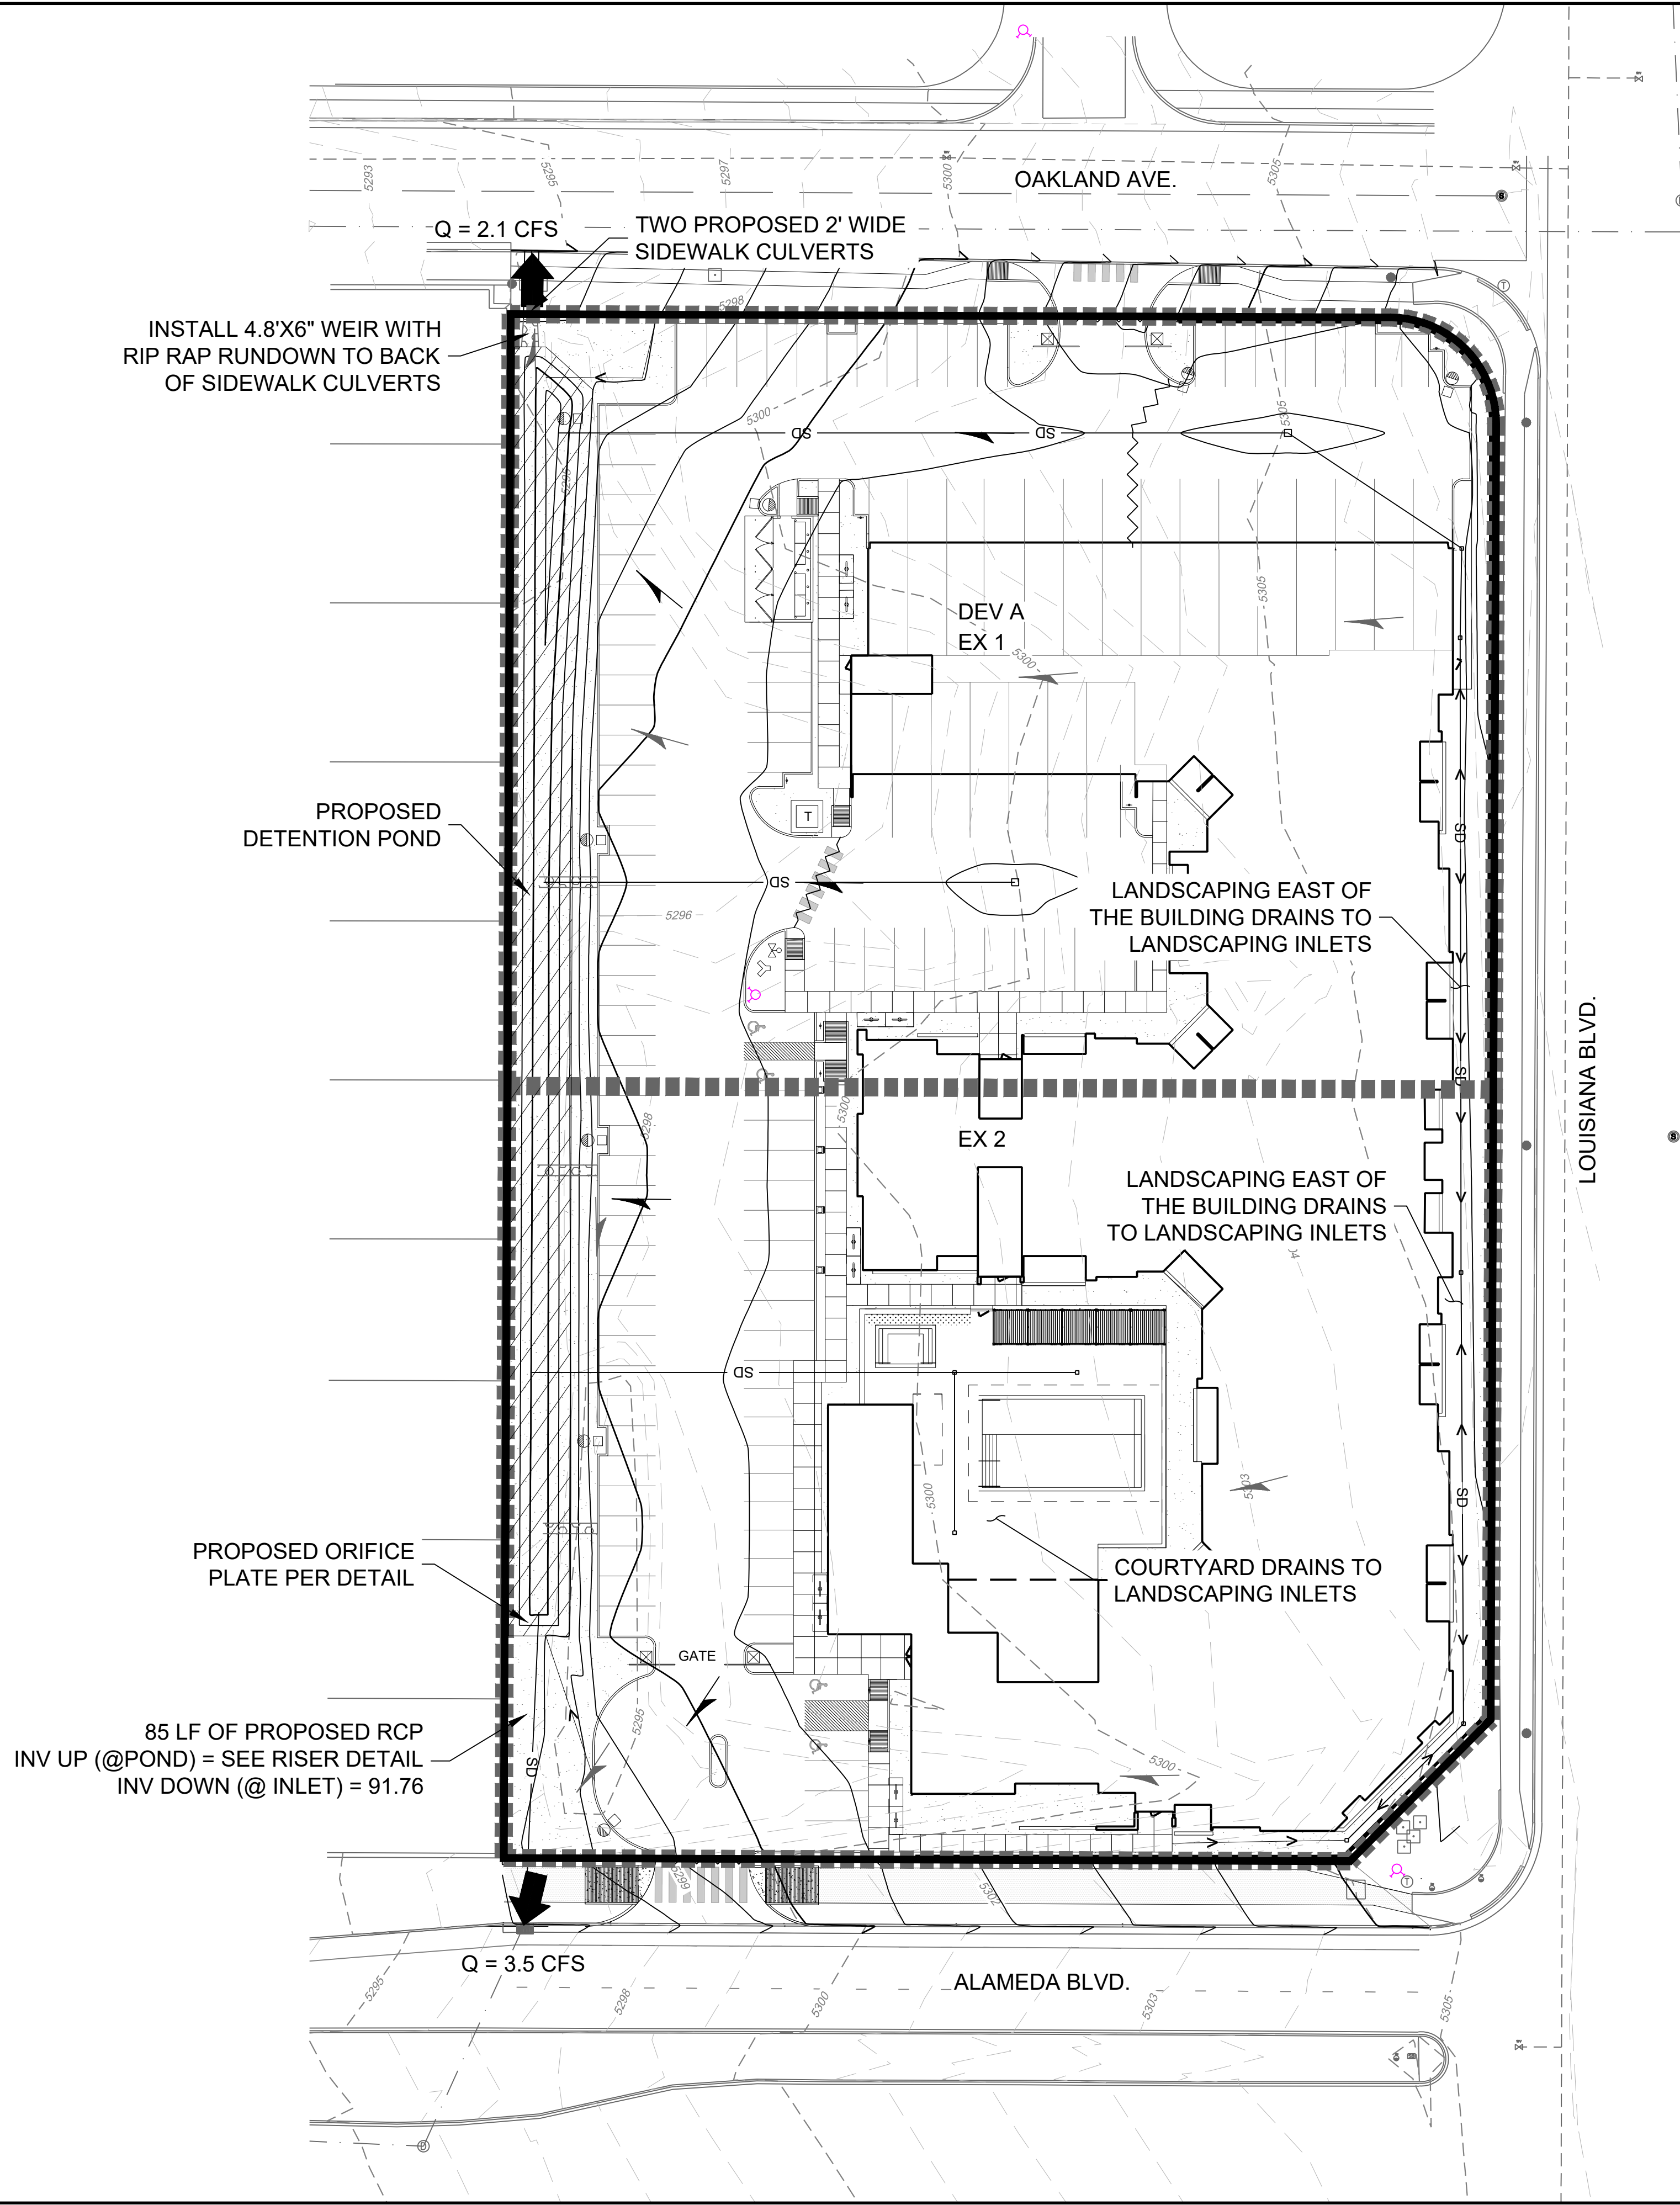 5293
5295
5297
5300
OAKLAND AVE.
5305
S
Q = 2.1 CFS
TWO PROPOSED 2' WIDE
SIDEWALK CULVERTS
T
5298
INSTALL 4.8'X6" WEIR WITH
RIP RAP RUNDOWN TO BACK
OF SIDEWALK CULVERTS
5300
5305
SD
SD
5305
DEV A
EX 1
5300
PROPOSED
DETENTION POND
T
SD
SD
LANDSCAPING EAST OF
THE BUILDING DRAINS TO
LANDSCAPING INLETS
5296
LOUISIANA BLVD.
SD
5300
5298
EX 2
S
LANDSCAPING EAST OF
THE BUILDING DRAINS
TO LANDSCAPING INLETS
SD
5300
5303
SD
PROPOSED ORIFICE
PLATE PER DETAIL
COURTYARD DRAINS TO
LANDSCAPING INLETS
GATE
5295
85 LF OF PROPOSED RCP
INV UP (@POND) = SEE RISER DETAIL
INV DOWN (@ INLET) = 91.76
SD
5300
5299
5302
T
Q = 3.5 CFS
ALAMEDA BLVD.
5295
5298
5300
5303
5305
D